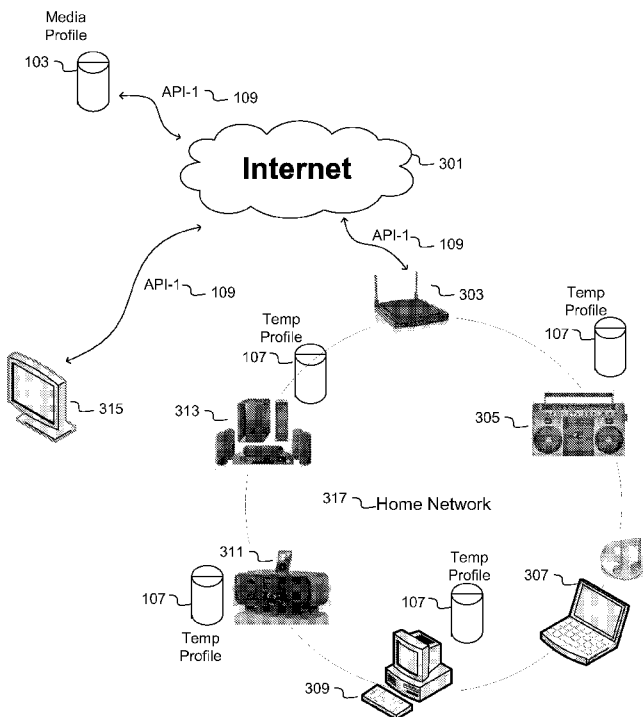 Media
Profile
103
API-1 109
Internet
301
API-1
109
API-1 109
303
Temp
Profile
107
Temp
Profile
107
315
313
305
317 Home Network
311
Temp
Profile
307
107
107
Temp
Profile
309